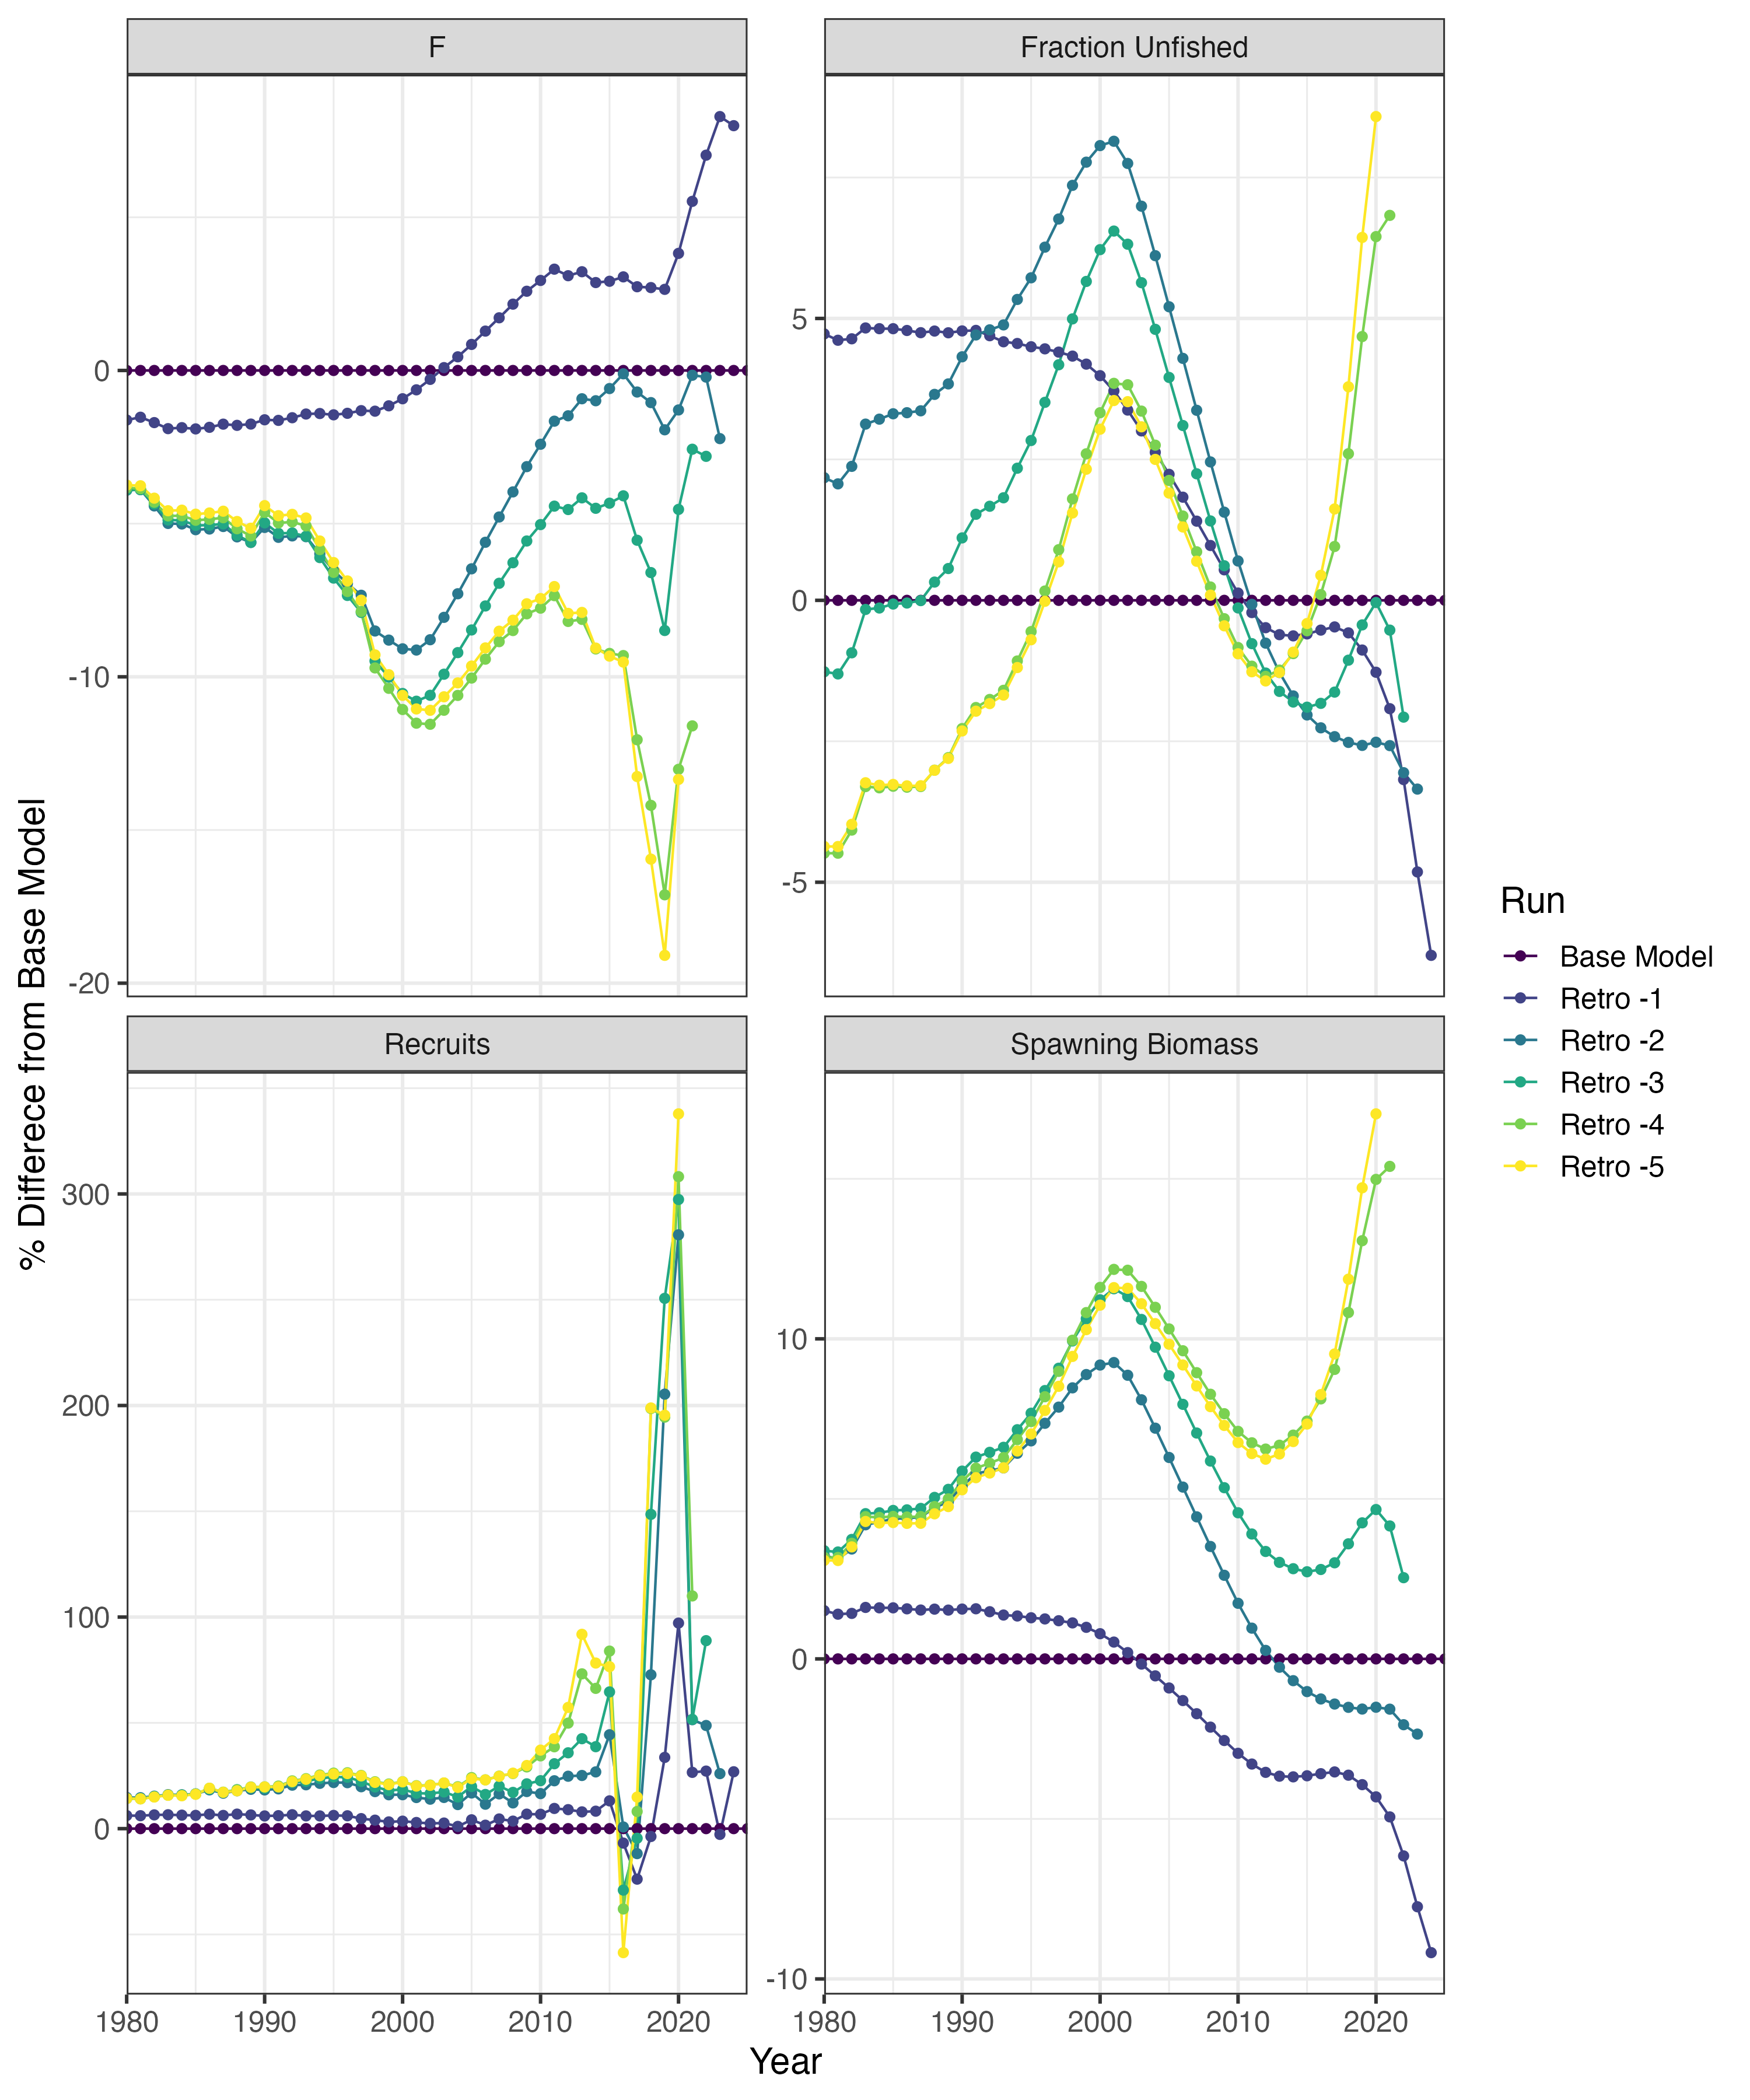 F
Fraction Unfished
0
-10
-20
5
0
-5
% Differece from Base Model
Recruits
Spawning Biomass
300
200
100
0
10
0
-10
1980 1990 2000 2010 2020
1980 1990 2000 2010 2020
Year
Run
Base Model
Retro -1
Retro -2
Retro -3
Retro -4
Retro -5